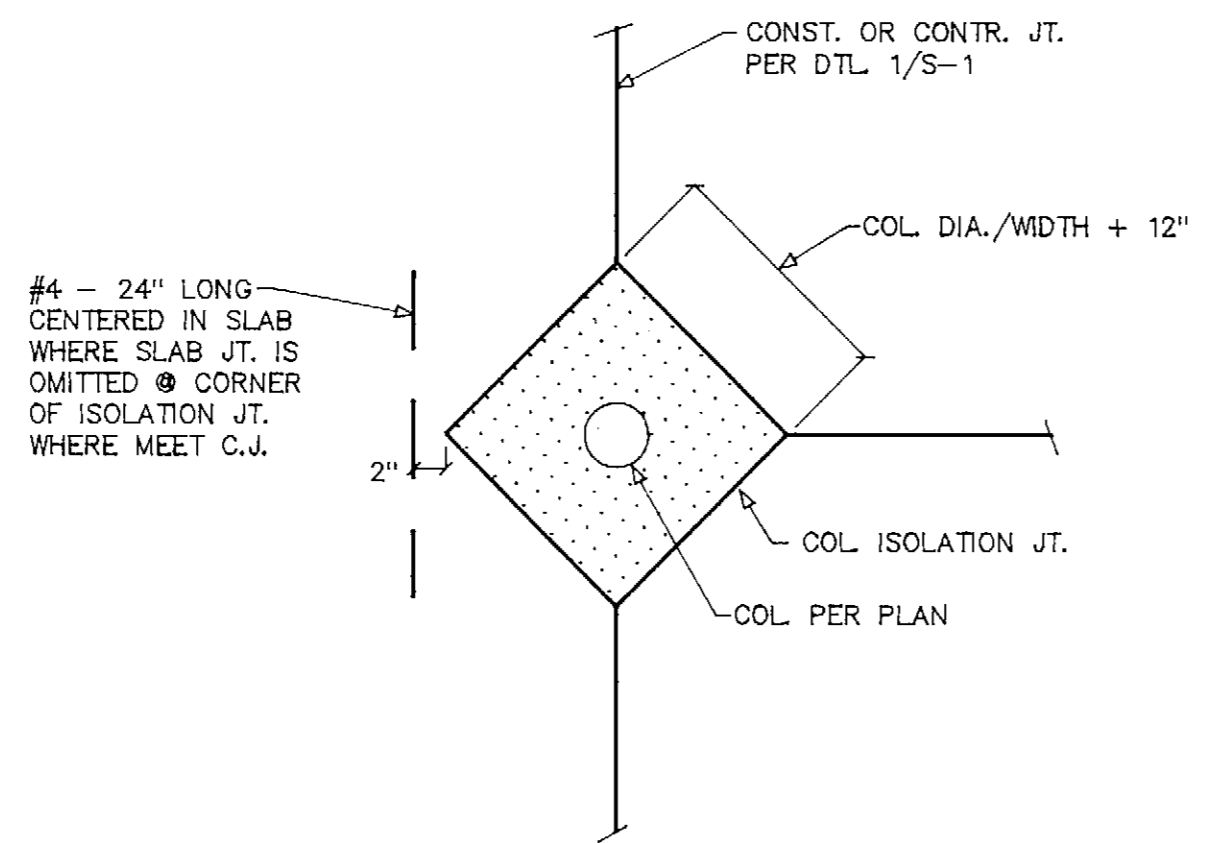 CONST. OR CONTR. JT.
PER DTL. 1/S-1
COL. DIA./WIDTH + 12"
#4 - 24" LONG
CENTERED IN SLAB
WHERE SLAB JT. IS
OMITTED @ CORNER
OF ISOLATION JT.
WHERE MEET C.J.
2"
COL. ISOLATION JT.
COL. PER PLAN